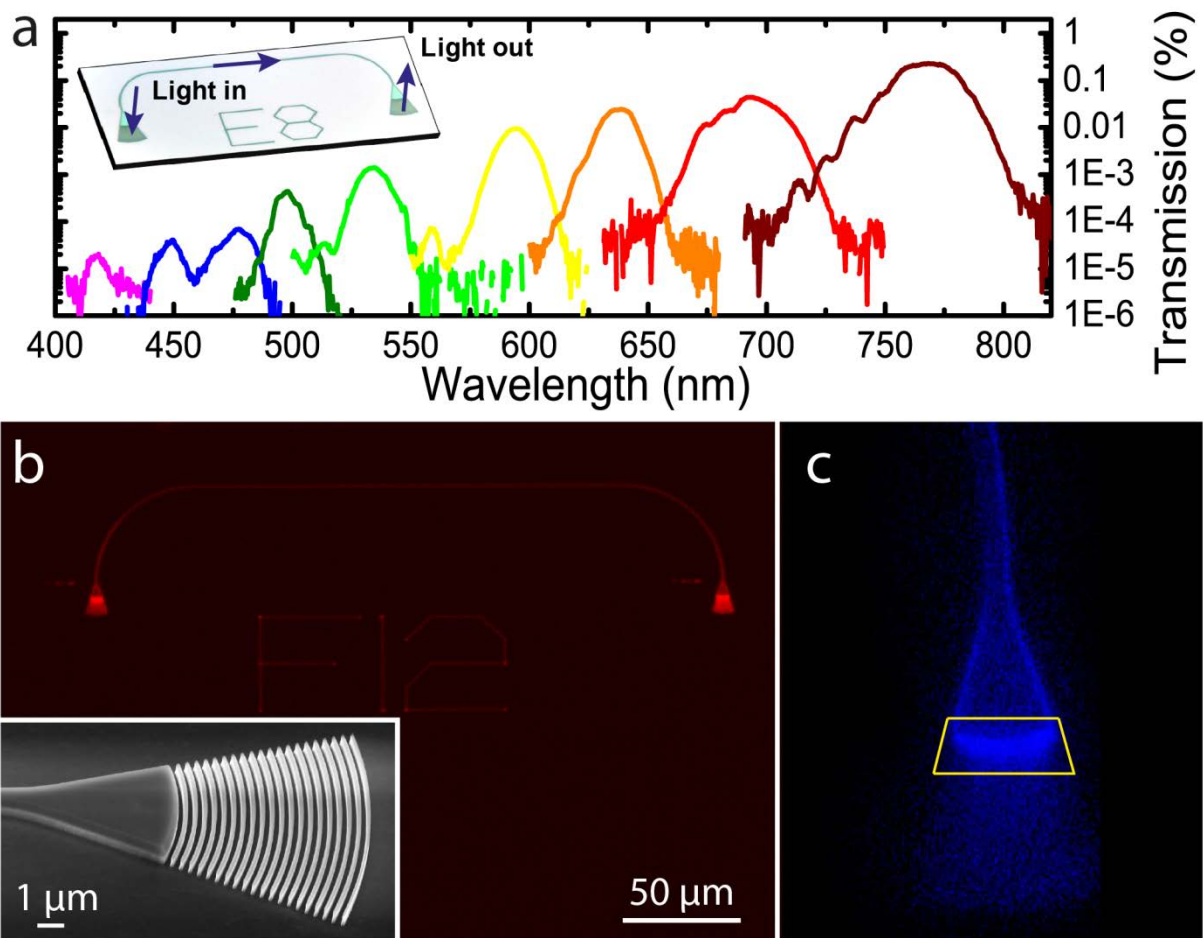 a
Light in
Light out
E8
1
0.1
0.01
1E-3
1E-4
1E-5
1E-6
Transmission (%)
400 450 500 550 600 650 700 750 800
Wavelength (nm)
b
E12
1 μm
50 μm
c